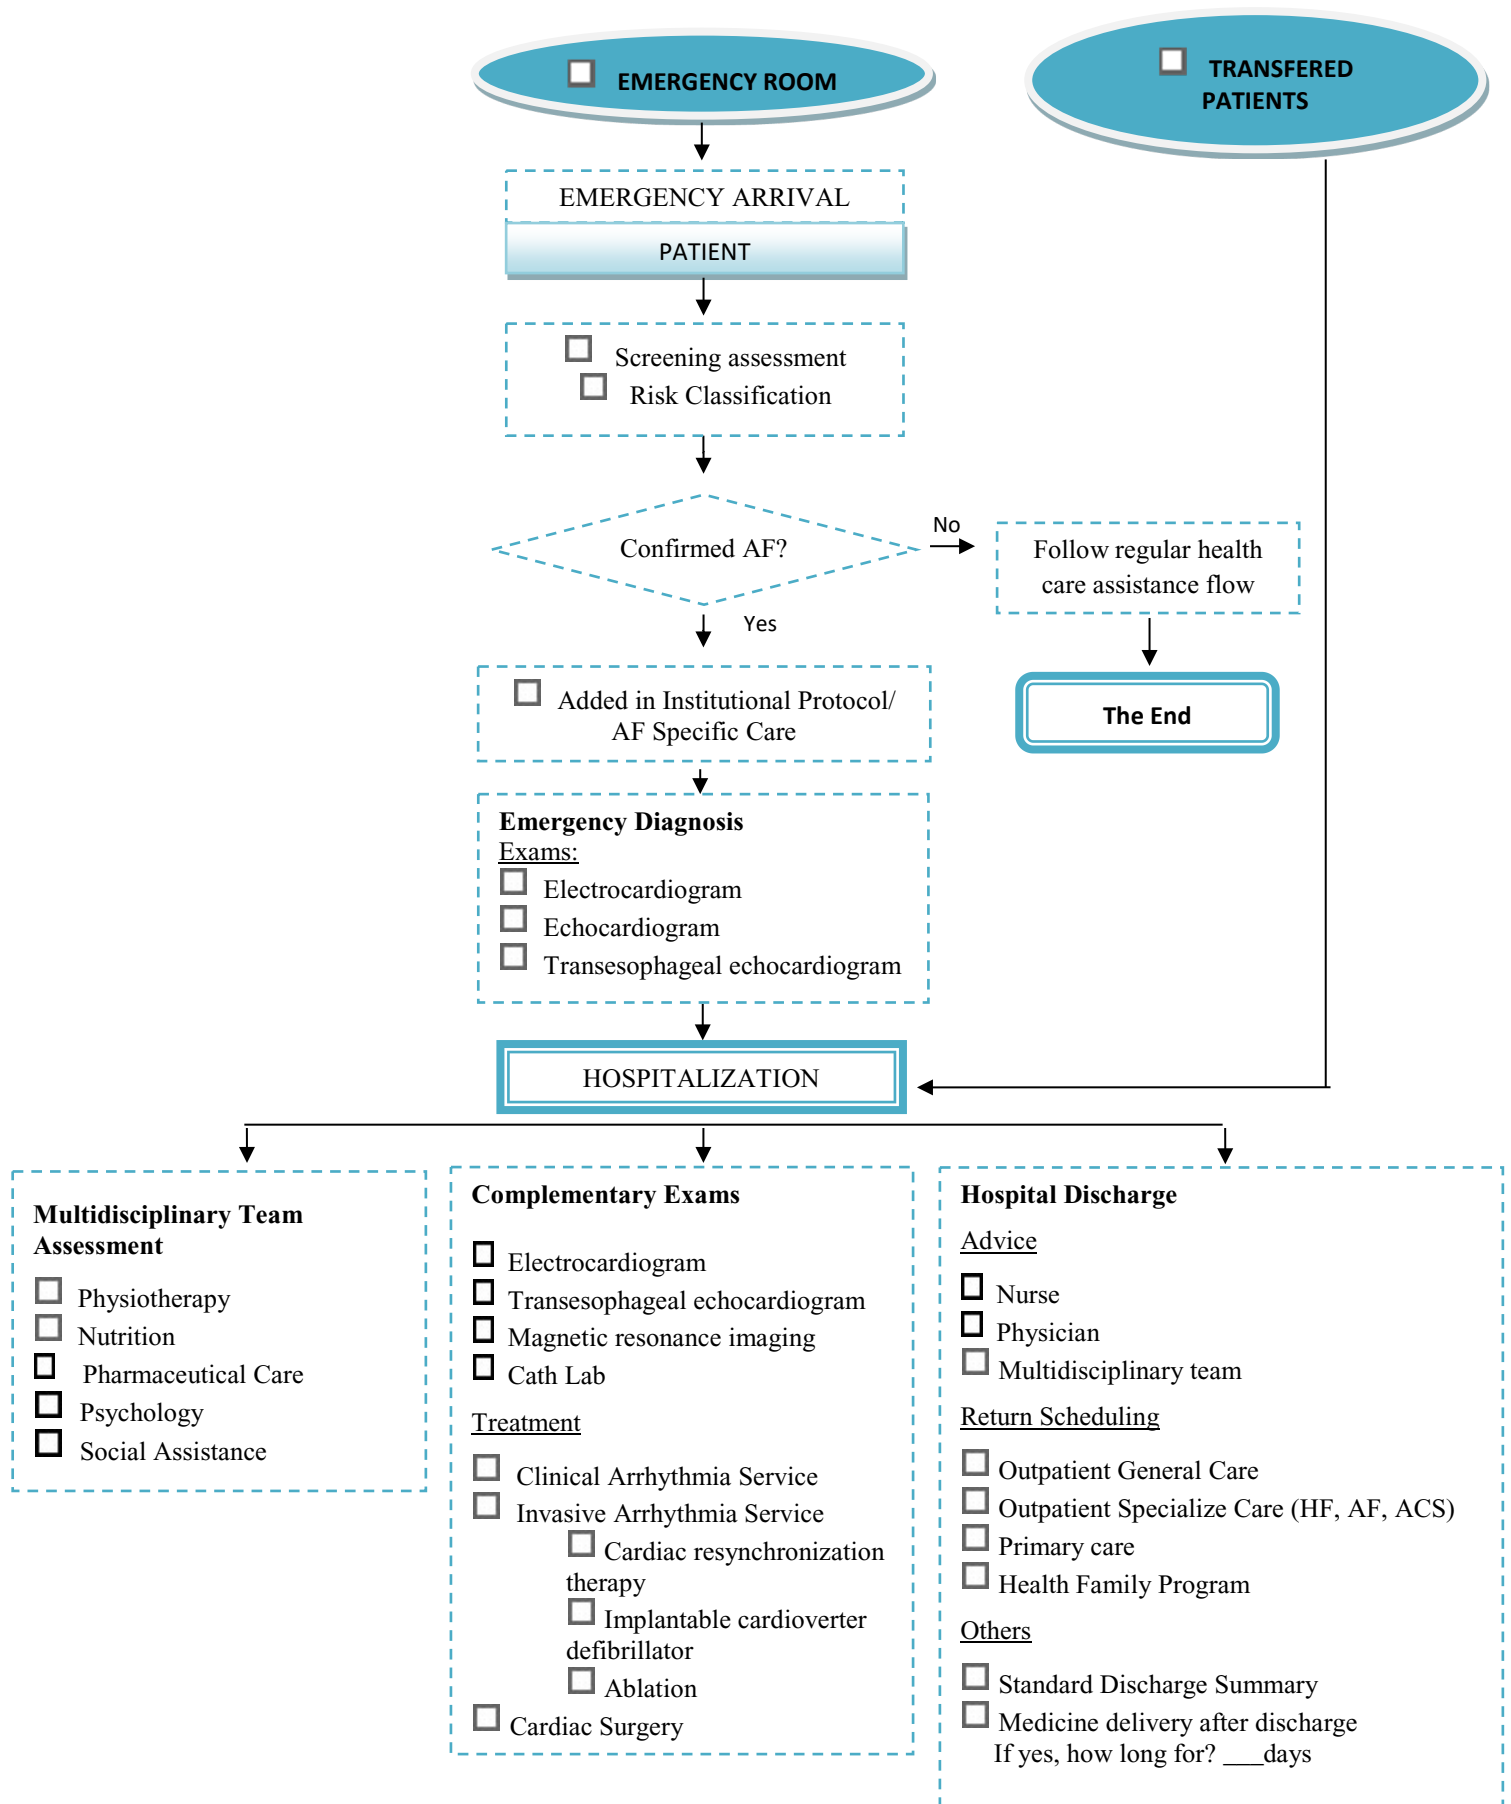 EMERGENCY ROOM
TRANSFERED
PATIENTS
EMERGENCY ARRIVAL
PATIENT
Screening assessment
Risk Classification
Confirmed AF?
No
Follow regular health
care assistance flow
Yes
The End
Added in Institutional Protocol/
AF Specific Care
Emergency Diagnosis
Exams:
Electrocardiogram
Echocardiogram
Transesophageal echocardiogram
HOSPITALIZATION
Multidisciplinary Team
Assessment
Physiotherapy
Nutrition
Pharmaceutical Care
Psychology
Social Assistance
Complementary Exams
Electrocardiogram
Transesophageal echocardiogram
Magnetic resonance imaging
Cath Lab
Treatment
Clinical Arrhythmia Service
Invasive Arrhythmia Service
Cardiac resynchronization
therapy
Implantable cardioverter
defibrillator
Ablation
Cardiac Surgery
Hospital Discharge
Advice
Nurse
Physician
Multidisciplinary team
Return Scheduling
Outpatient General Care
Outpatient Specialize Care (HF, AF, ACS)
Primary care
Health Family Program
Others
Standard Discharge Summary
Medicine delivery after discharge
If yes, how long for? ___days